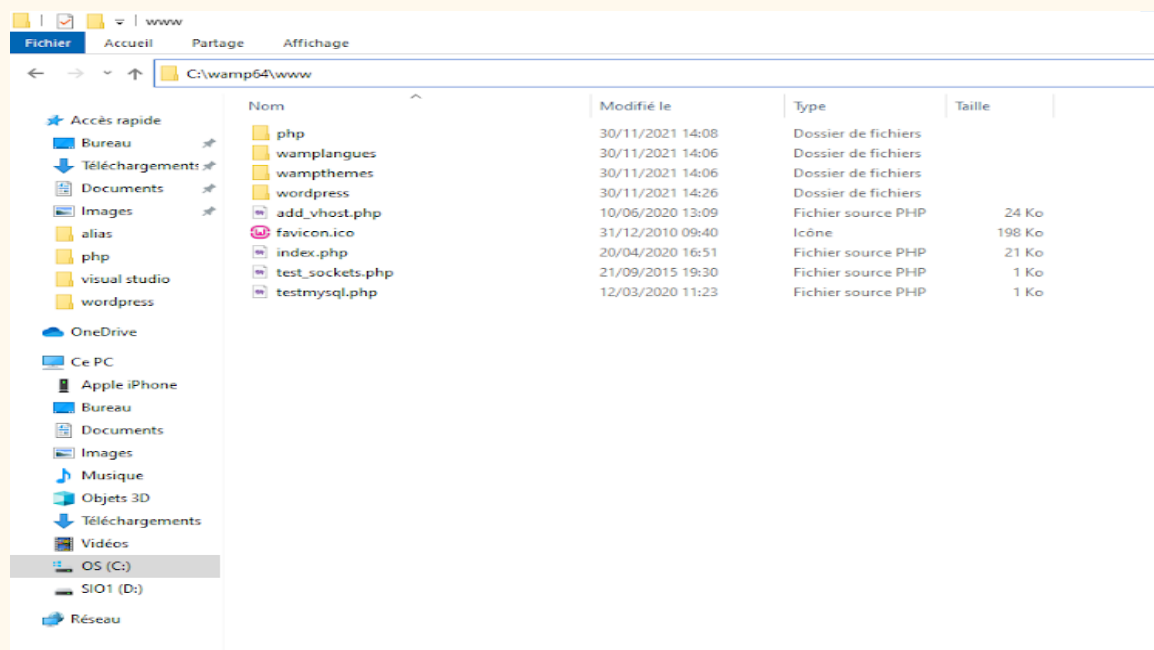 www
Fichier Accueil Partage Affichage
C:\wamp64\www
Nom Modifié le Type Taille
Accès rapide
Bureau
Téléchargements
Documents
Images
alias
php
visual studio
wordpress
OneDrive
Ce PC
Apple iPhone
Bureau
Documents
Images
Musique
Objets 3D
Téléchargements
Vidéos
OS (C:)
SIO1 (D:)
Réseau
php 30/11/2021 14:08 Dossier de fichiers
wamplangues 30/11/2021 14:06 Dossier de fichiers
wampthemes 30/11/2021 14:06 Dossier de fichiers
wordpress 30/11/2021 14:26 Dossier de fichiers
add_vhost.php 10/06/2020 13:09 Fichier source PHP 24 Ko
favicon.ico 31/12/2010 09:40 Icône 198 Ko
index.php 20/04/2020 16:51 Fichier source PHP 21 Ko
test_sockets.php 21/09/2015 19:30 Fichier source PHP 1 Ko
testmysql.php 12/03/2020 11:23 Fichier source PHP 1 Ko